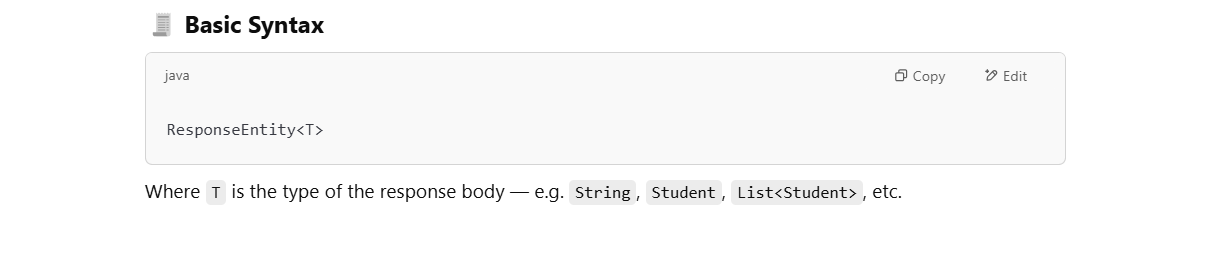 Basic Syntax
java Copy Edit
ResponseEntity<T>
Where T is the type of the response body — e.g. String, Student, List<Student>, etc.